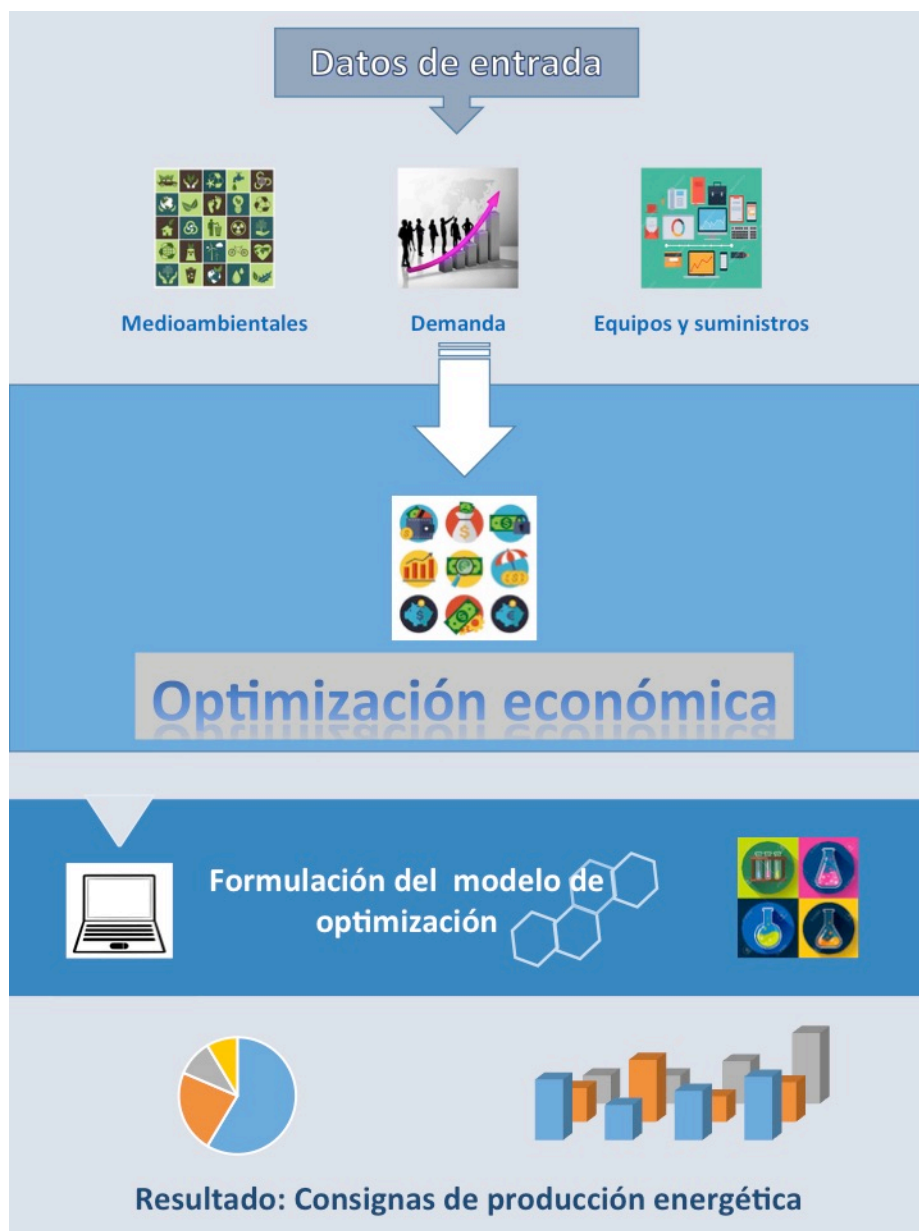 Datos de entrada
Medioambientales
Demanda
Equipos y suministros
Optimización económica
Formulación del modelo de
optimización
Resultado: Consignas de producción energética